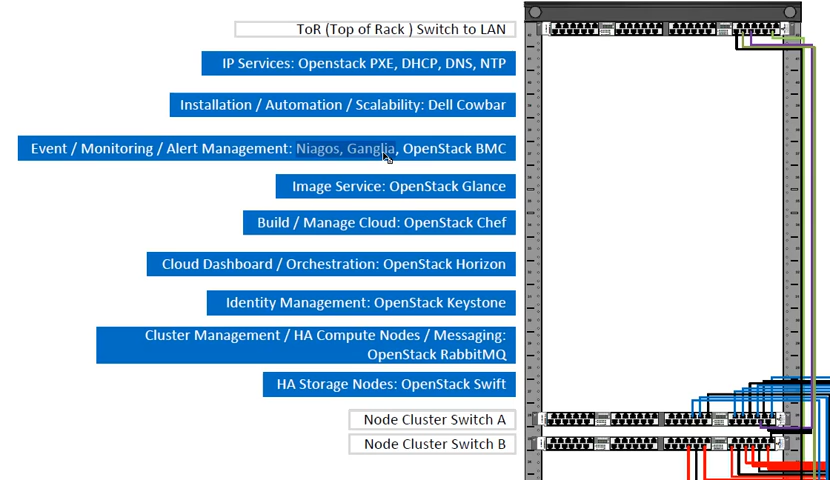 ToR (Top of Rack ) Switch to LAN
IP Services: Openstack PXE, DHCP, DNS, NTP
Installation / Automation / Scalability: Dell Cowbar
Event / Monitoring / Alert Management: Niagos, Ganglia, OpenStack BMC
Image Service: OpenStack Glance
Build / Manage Cloud: OpenStack Chef
Cloud Dashboard / Orchestration: OpenStack Horizon
Identity Management: OpenStack Keystone
Cluster Management / HA Compute Nodes / Messaging:
OpenStack RabbitMQ
HA Storage Nodes: OpenStack Swift
Node Cluster Switch A
Node Cluster Switch B